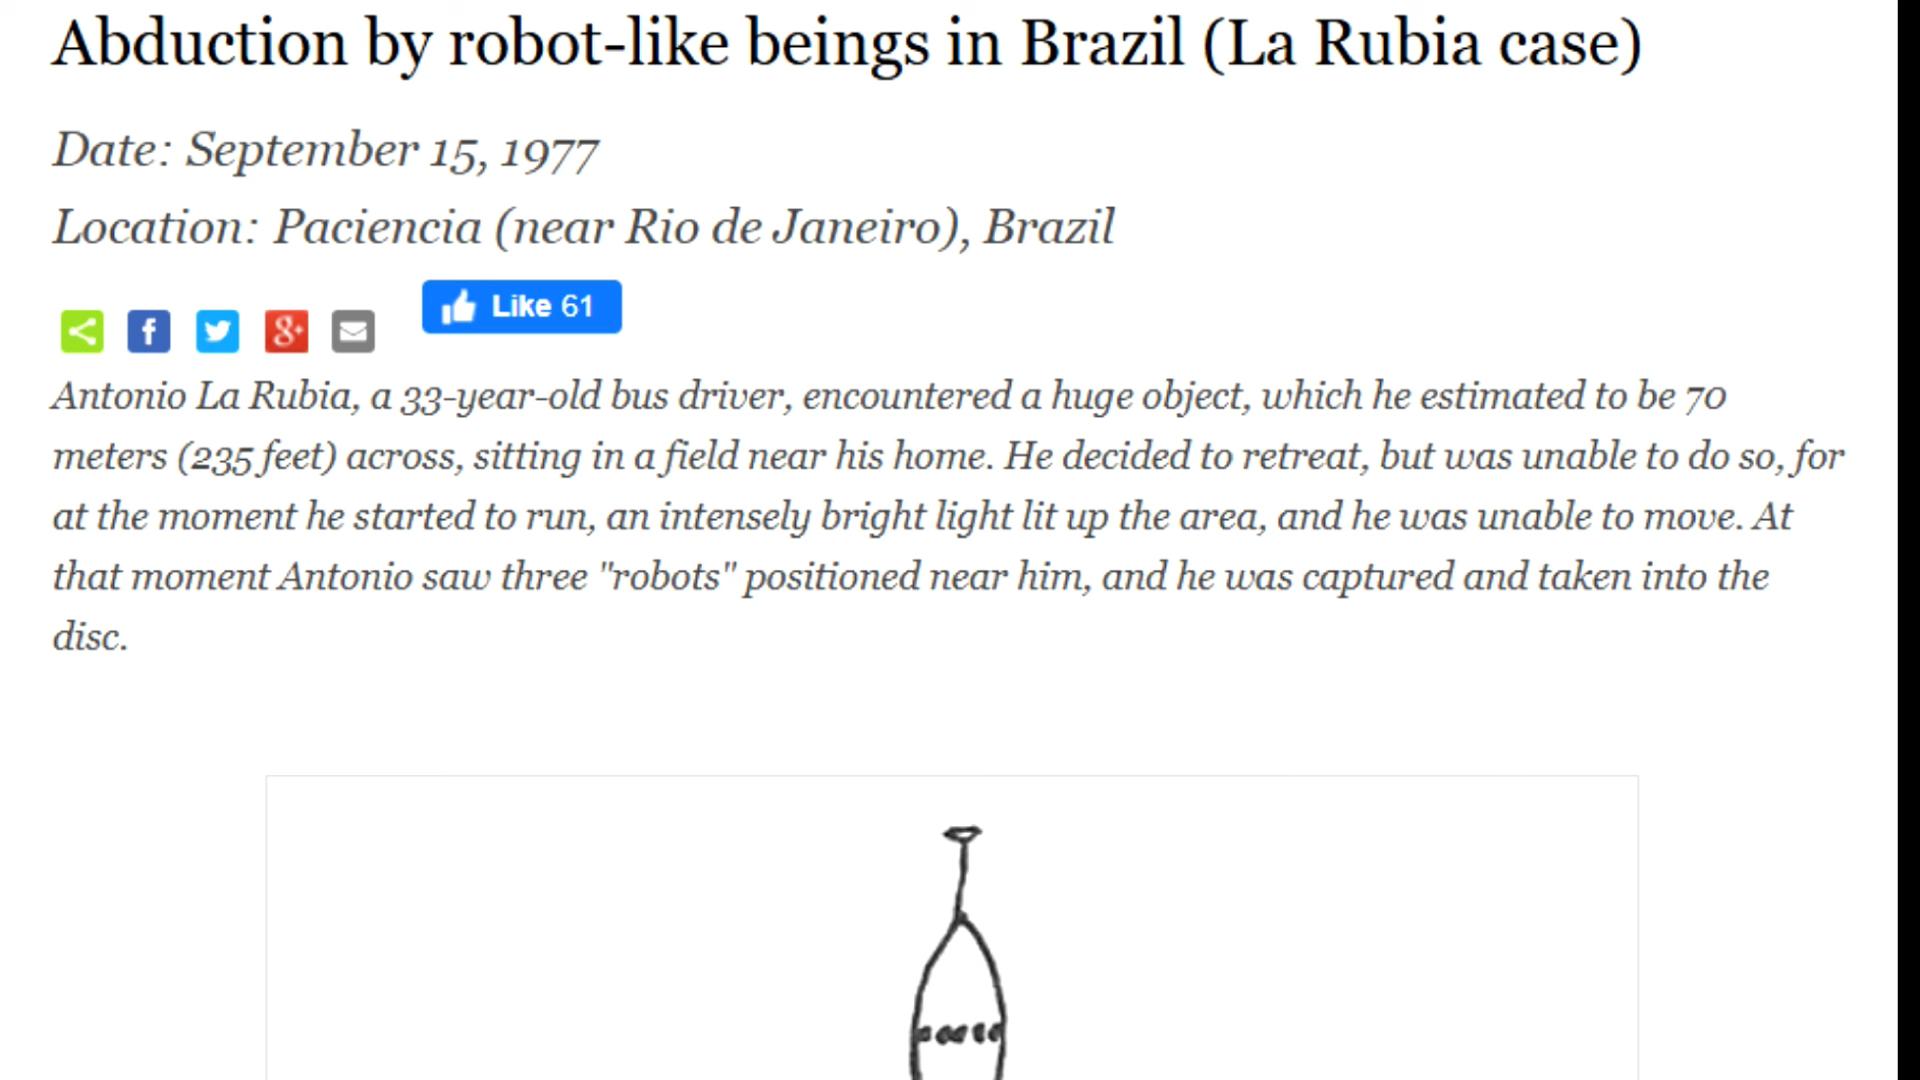 Abduction by robot-like beings in Brazil (La Rubia case)
Date: September 15, 1977
Location: Paciencia (near Rio de Janeiro), Brazil
Like 61
Antonio La Rubia, a 33-year-old bus driver, encountered a huge object, which he estimated to be 70
meters (235 feet) across, sitting in a field near his home. He decided to retreat, but was unable to do so, for
at the moment he started to run, an intensely bright light lit up the area, and he was unable to move. At
that moment Antonio saw three "robots" positioned near him, and he was captured and taken into the
disc.